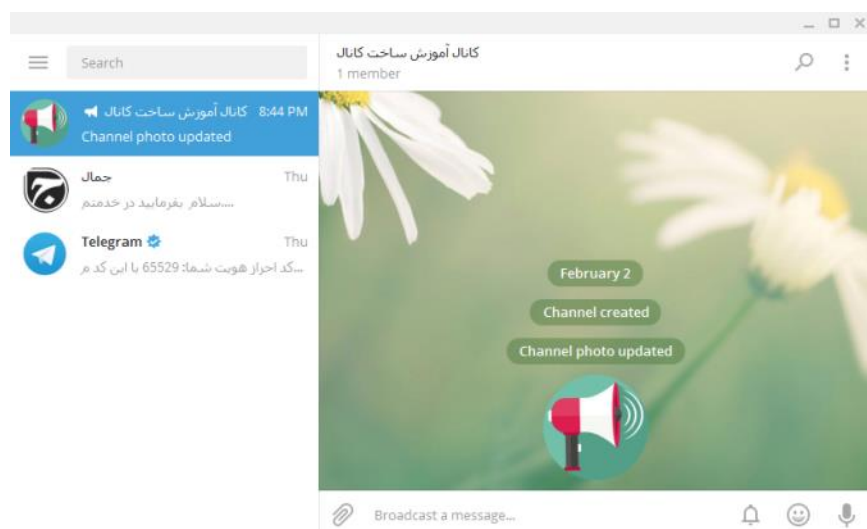 Search
کانال آموزش ساخت کانال
1 member
کانال آموزش ساخت کانال 8:44 PM
Channel photo updated
جمال Thu
سلام بفرمایید در خدمتم....
Telegram Thu
کد احراز هویت شما: 65529 با این کد م...
February 2
Channel created
Channel photo updated
Broadcast a message...